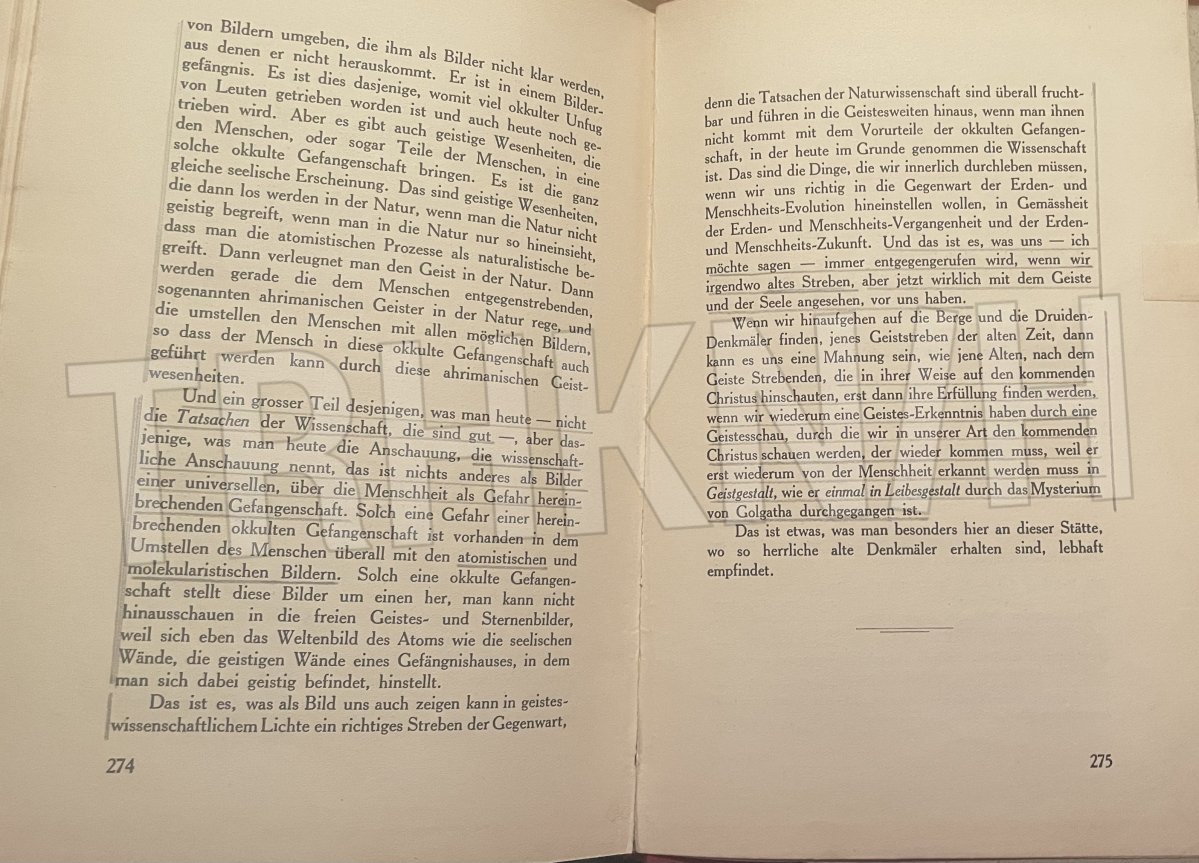 von Bildern umgeben, die ihm als Bilder nicht klar werden,
aus denen er nicht herauskommt. Er ist in einem Bilder-
gefängnis. Es ist dies dasjenige, womit viel okkulter Unfug
von Leuten getrieben worden ist und auch heute noch ge-
trieben wird. Aber es gibt auch geistige Wesenheiten, die
den Menschen, oder sogar Teile der Menschen, in eine
solche okkulte Gefangenschaft bringen. Es ist die ganz
gleiche seelische Erscheinung. Das sind geistige Wesenheiten,
die dann los werden in der Natur, wenn man die Natur nicht
geistig begreift, wenn man in die Natur nur so hineinsieht,
dass man die atomistischen Prozesse als naturalistische be-
greift. Dann verleugnet man den Geist in der Natur. Dann
werden gerade die dem Menschen entgegenstrebenden,
sogenannten ahrimanischen Geister in der Natur rege, und
die umstellen den Menschen mit allen möglichen Bildern,
so dass der Mensch in diese okkulte Gefangenschaft auch
geführt werden kann durch diese ahrimanischen Geist-
wesenheiten.
Und ein grosser Teil desjenigen, was man heute — nicht
die Tatsachen der Wissenschaft, die sind gut —, aber das-
jenige, was man heute die Anschauung, die wissenschaft-
liche Anschauung nennt, das ist nichts anderes als Bilder
einer universellen, über die Menschheit als Gefahr herein-
brechenden Gefangenschaft. Solch eine Gefahr einer herein-
brechenden okkulten Gefangenschaft ist vorhanden in dem
Umstellen des Menschen überall mit den atomistischen und
molekularistischen Bildern. Solch eine okkulte Gefangen-
schaft stellt diese Bilder um einen her, man kann nicht
hinausschauen in die freien Geistes- und Sternenbilder,
weil sich eben das Weltenbild des Atoms wie die seelischen
Wände, die geistigen Wände eines Gefängnishauses, in dem
man sich dabei geistig befindet, hinstellt.
Das ist es, was als Bild uns auch zeigen kann in geistes-
wissenschaftlichem Lichte ein richtiges Streben der Gegenwart,
274
denn die Tatsachen der Naturwissenschaft sind überall frucht-
bar und führen in die Geistesweiten hinaus, wenn man ihnen
nicht kommt mit dem Vorurteile der okkulten Gefangen-
schaft, in der heute im Grunde genommen die Wissenschaft
ist. Das sind die Dinge, die wir innerlich durchleben müssen,
wenn wir uns richtig in die Gegenwart der Erden- und
Menschheits-Evolution hineinstellen wollen, in Gemässheit
der Erden- und Menschheits-Vergangenheit und der Erden-
und Menschheits-Zukunft. Und das ist es, was uns — ich
möchte sagen — immer entgegengerufen wird, wenn wir
irgendwo altes Streben, aber jetzt wirklich mit dem Geiste
und der Seele angesehen, vor uns haben.
Wenn wir hinaufgehen auf die Berge und die Druiden-
Denkmäler finden, jenes Geiststreben der alten Zeit, dann
kann es uns eine Mahnung sein, wie jene Alten, nach dem
Geiste Strebenden, die in ihrer Weise auf den kommenden
Christus hinschauten, erst dann ihre Erfüllung finden werden,
wenn wir wiederum eine Geistes-Erkenntnis haben durch eine
Geistesschau, durch die wir in unserer Art den kommenden
Christus schauen werden, der wieder kommen muss, weil er
erst wiederum von der Menschheit erkannt werden muss in
Geistgestalt, wie er einmal in Leibesgestalt durch das Mysterium
von Golgatha durchgegangen ist.
Das ist etwas, was man besonders hier an dieser Stätte,
wo so herrliche alte Denkmäler erhalten sind, lebhaft
empfindet.
275